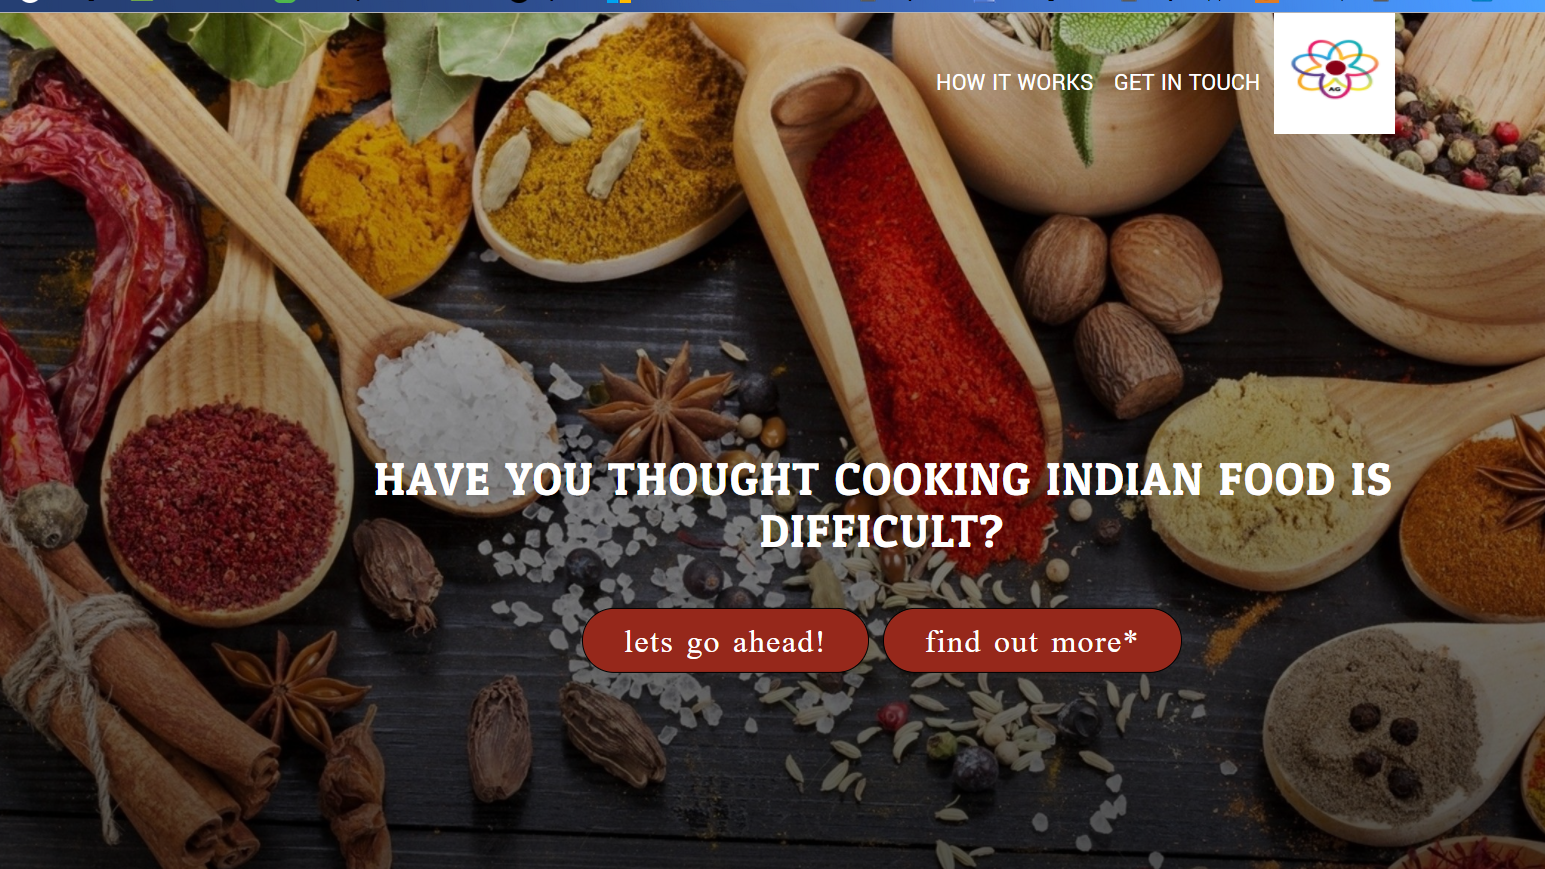 HOW IT WORKS GET IN TOUCH
AG
HAVE YOU THOUGHT COOKING INDIAN FOOD IS
DIFFICULT?
lets go ahead! find out more*